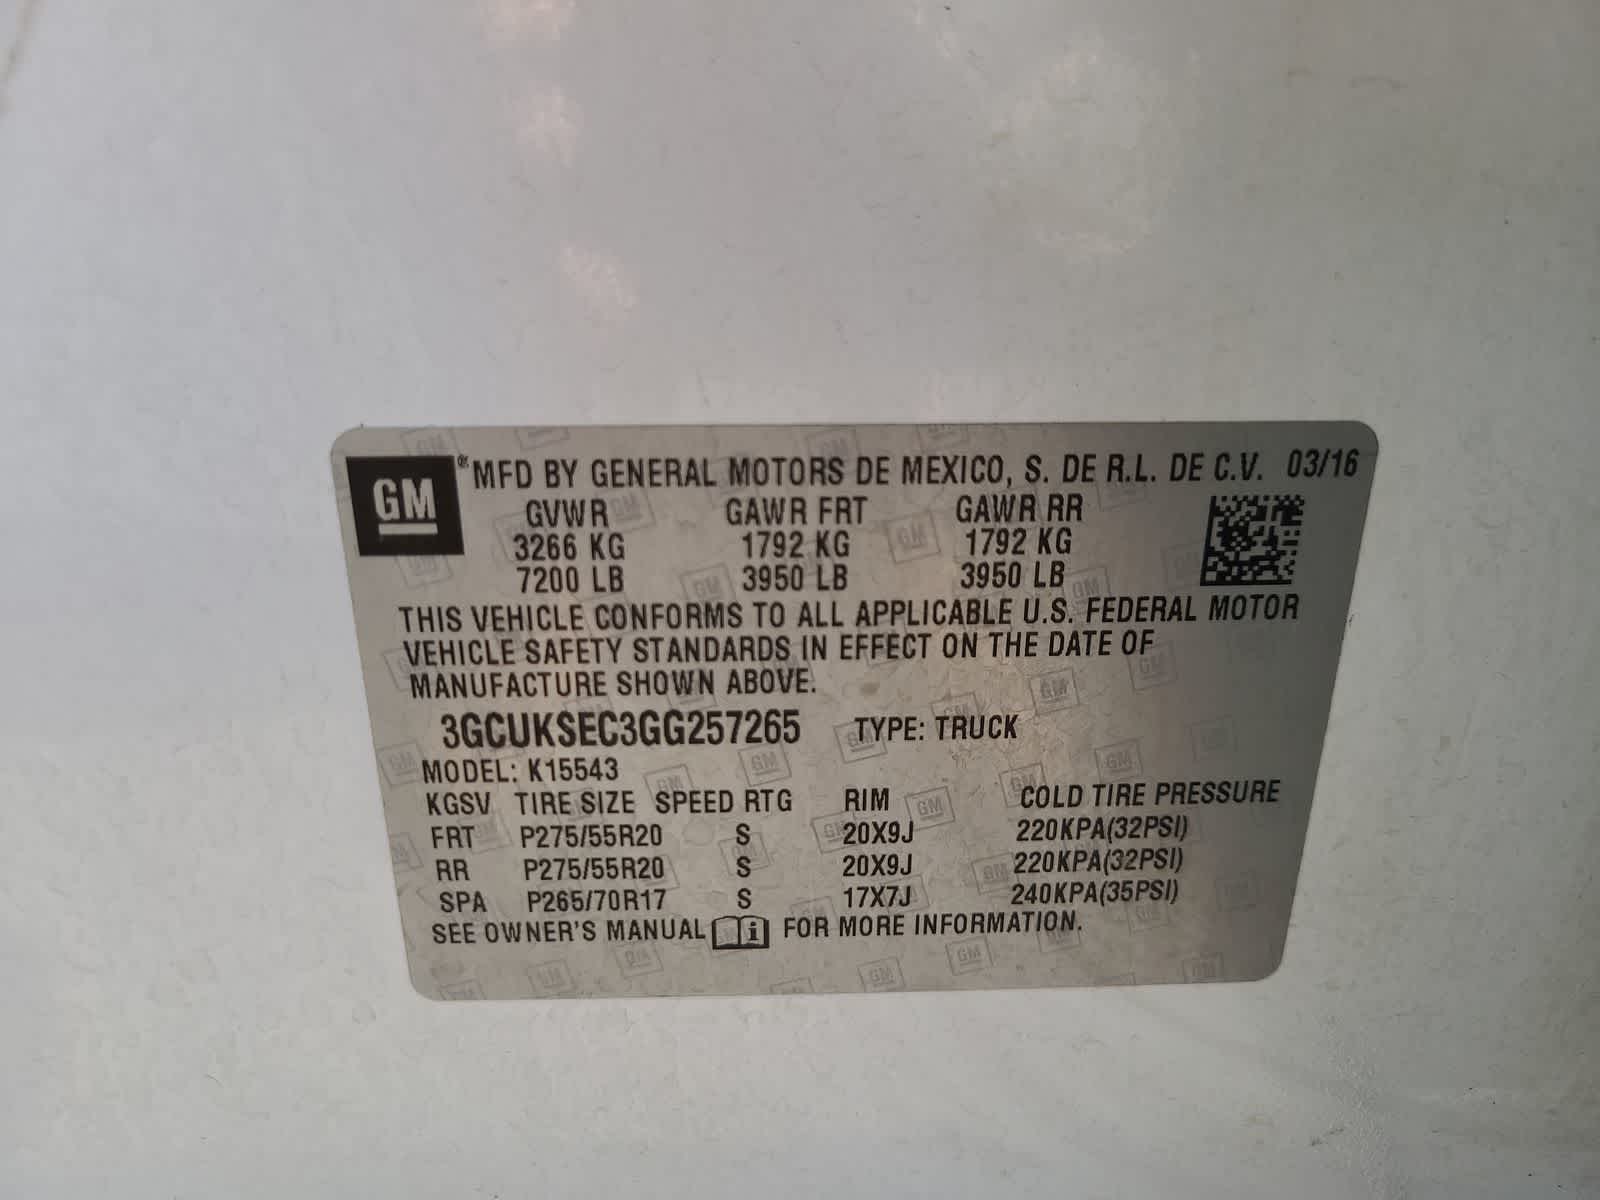 GM® MFD BY GENERAL MOTORS DE MEXICO, S. DE R.L. DE C.V. 03/16
GVWR GAWR FRT GAWR RR
3266 KG 1792 KG 1792 KG
7200 LB 3950 LB 3950 LB
THIS VEHICLE CONFORMS TO ALL APPLICABLE U.S. FEDERAL MOTOR
VEHICLE SAFETY STANDARDS IN EFFECT ON THE DATE OF
MANUFACTURE SHOWN ABOVE.
3GCUKSEC3GG257265 TYPE: TRUCK
MODEL: K15543
KGSV TIRE SIZE SPEED RTG RIM COLD TIRE PRESSURE
FRT P275/55R20 S 20X9J 220KPA(32PSI)
RR P275/55R20 S 20X9J 220KPA(32PSI)
SPA P265/70R17 S 17X7J 240KPA(35PSI)
SEE OWNER'S MANUAL i FOR MORE INFORMATION.